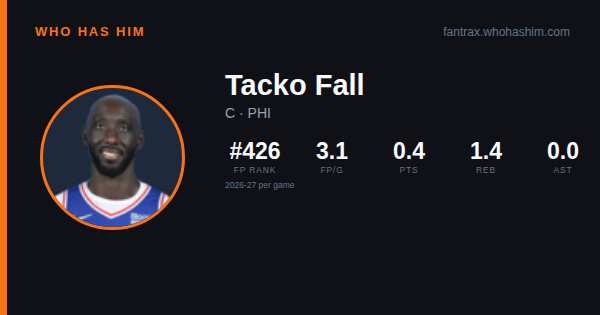 WHO HAS HIM
fantrax.whohashim.com
Tacko Fall
C · PHI
#426 3.1 0.4 1.4 0.0
FP RANK FP/G PTS REB AST
2026-27 per game